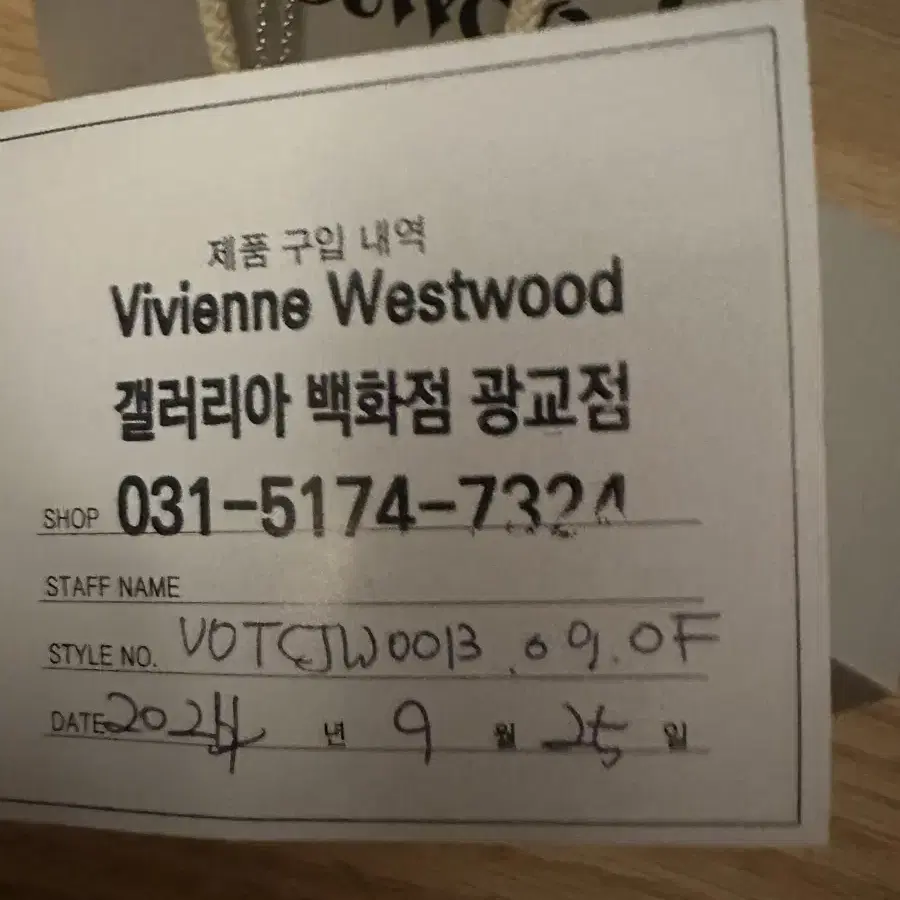 제품 구입 내역
Vivienne Westwood
갤러리아 백화점 광교점
SHOP 031-5174-7324
STAFF NAME
STYLE NO. VOTCJW0013.09.OF
DATE 2024 년 9 월 25 일